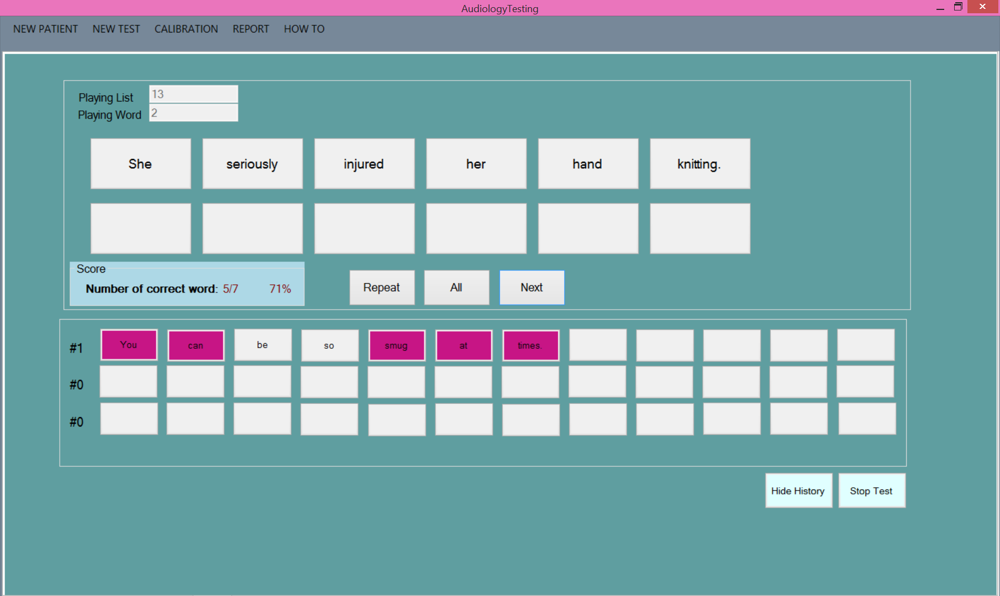 AudiologyTesting
NEW PATIENT NEW TEST CALIBRATION REPORT HOW TO
Playing List 13
Playing Word 2
She seriously injured her hand knitting.
Score
Number of correct word: 5/7 71%
Repeat All Next
#1 You can be so smug at times.
#0
#0
Hide History Stop Test